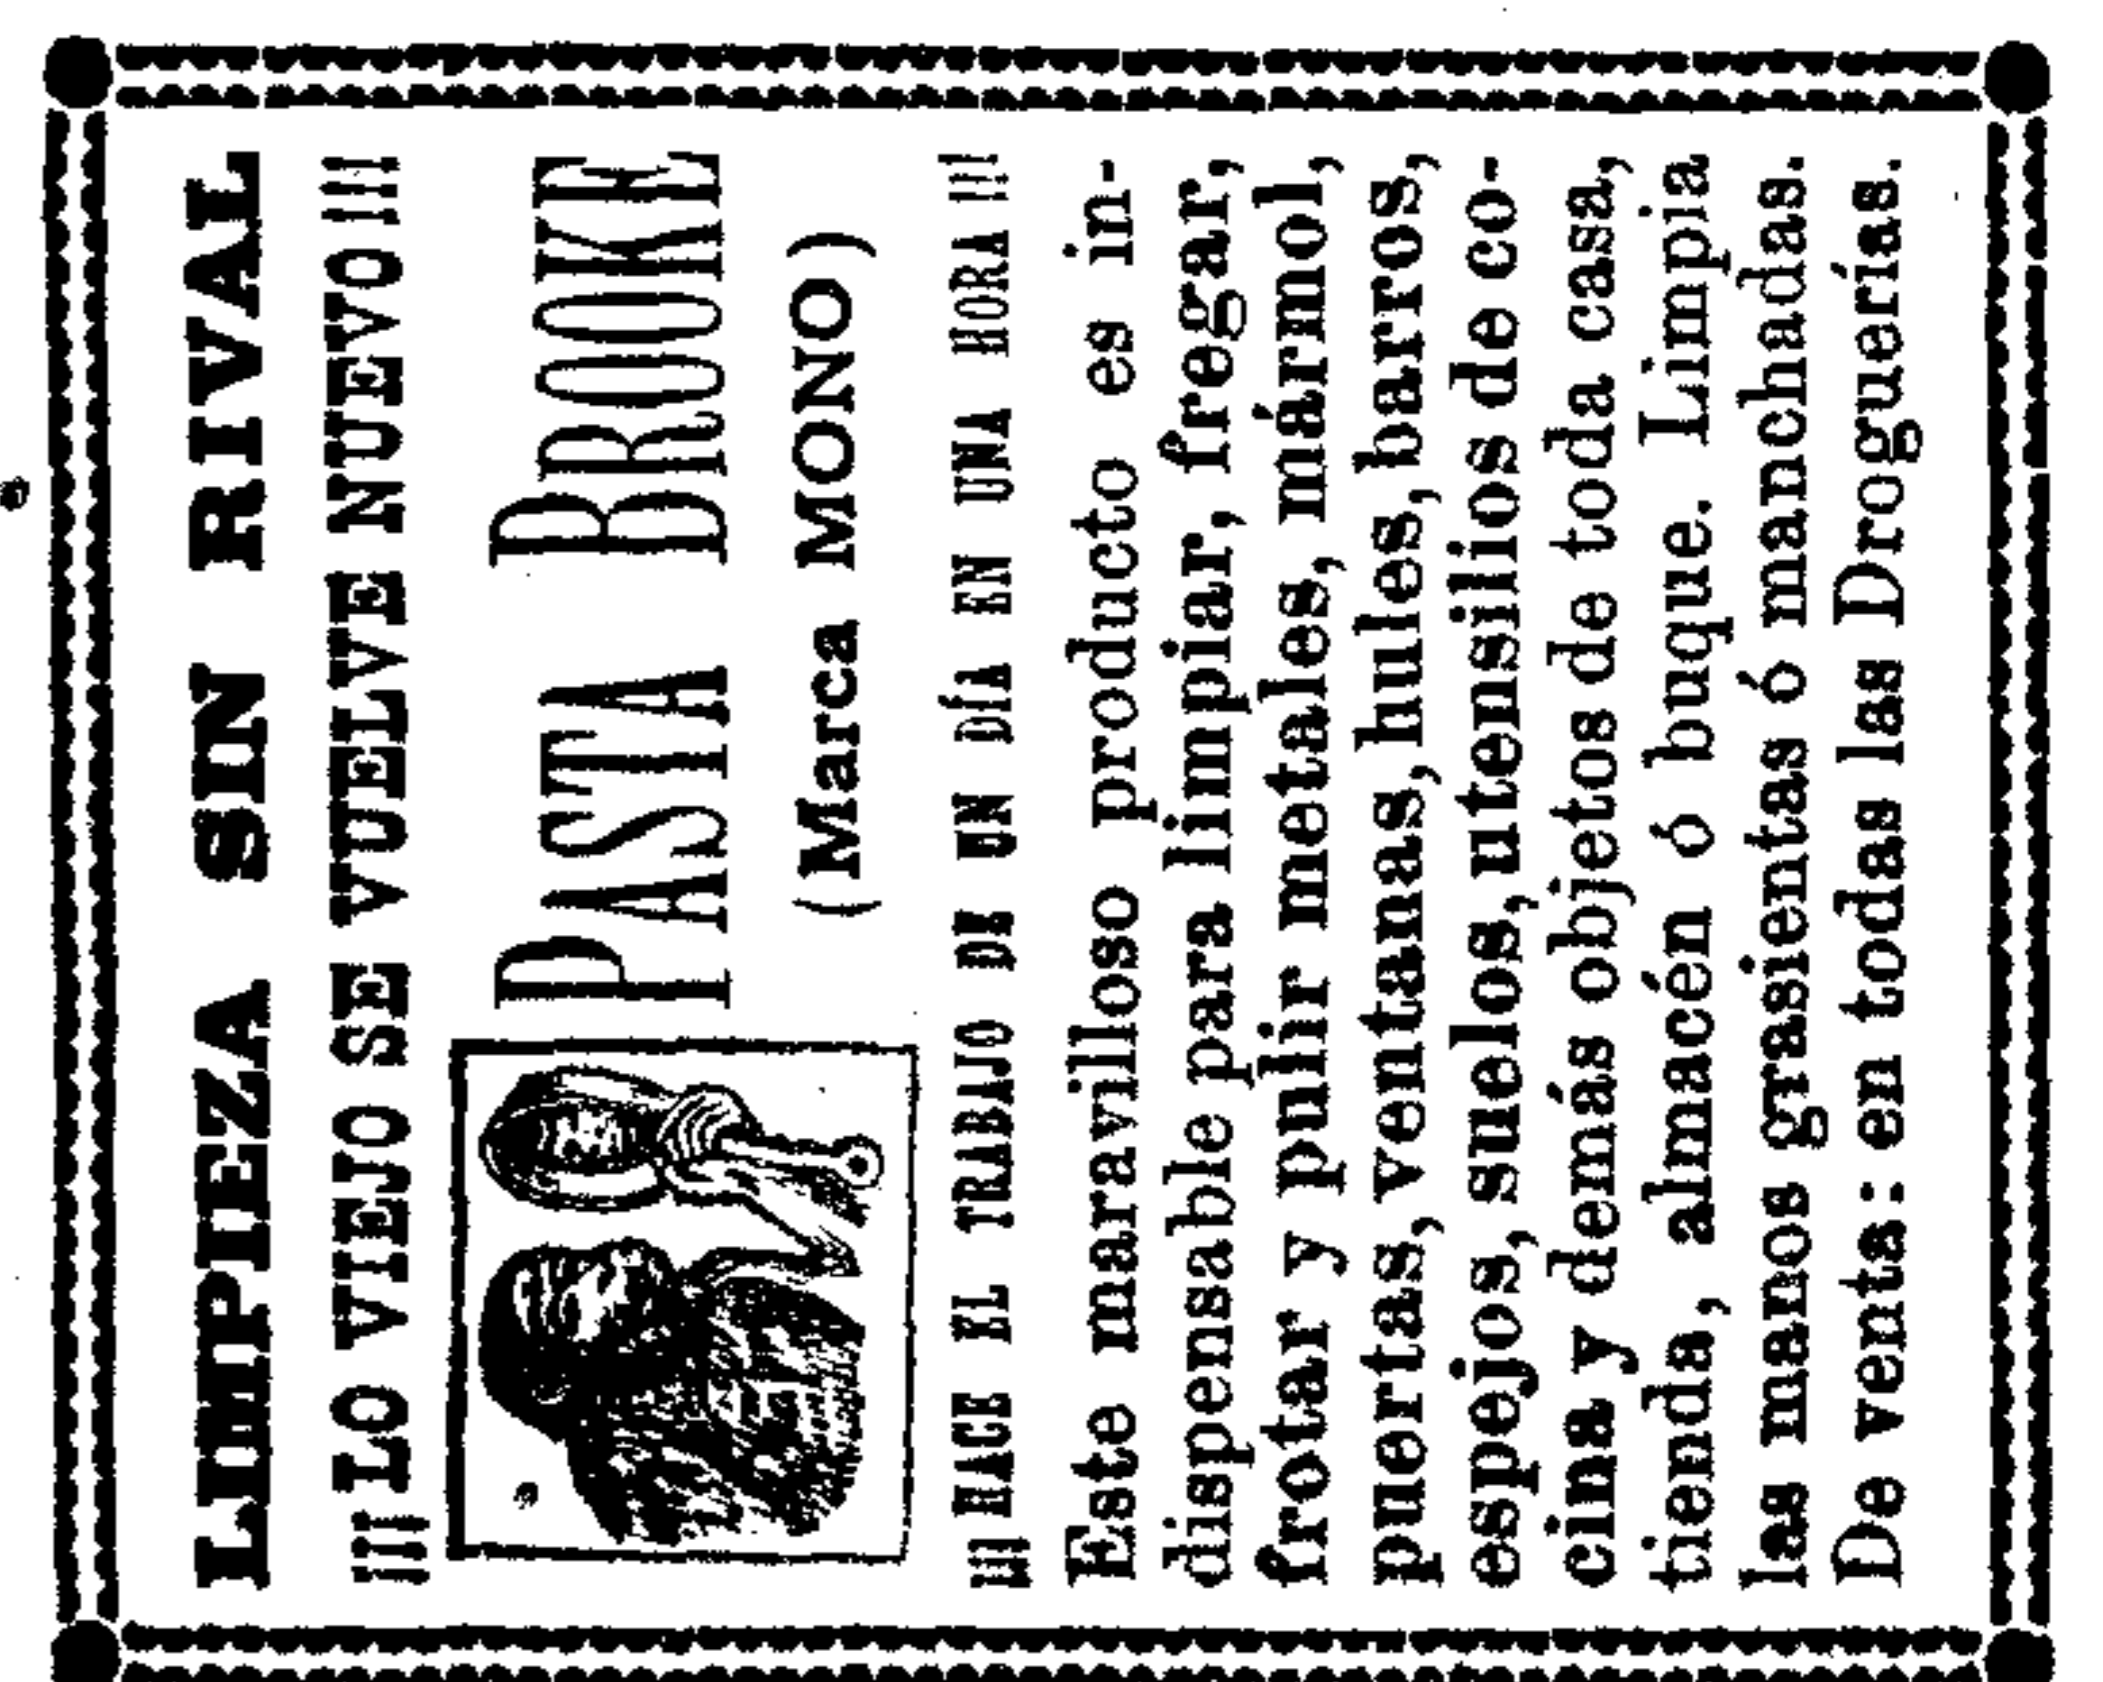 LIMPIEZA SIN RIVAL
¡¡¡LO VIEJO SE VUELVE NUEVO!!!
PASTA BROOKE
(Marca MONO)
¡¡¡ HACE EL TRABAJO DE UN DÍA EN UNA HORA !!!
Este maravilloso producto es in-
dispensable para limpiar, fregar,
frotar y pulir metales, mármol,
puertas, ventanas, hules, barros,
espejos, suelos, utensilios de co-
cina y demás objetos de toda casa,
tienda, almacén ó buque. Limpia
las manos grasientas ó manchadas.
De venta: en todas las Droguerías.